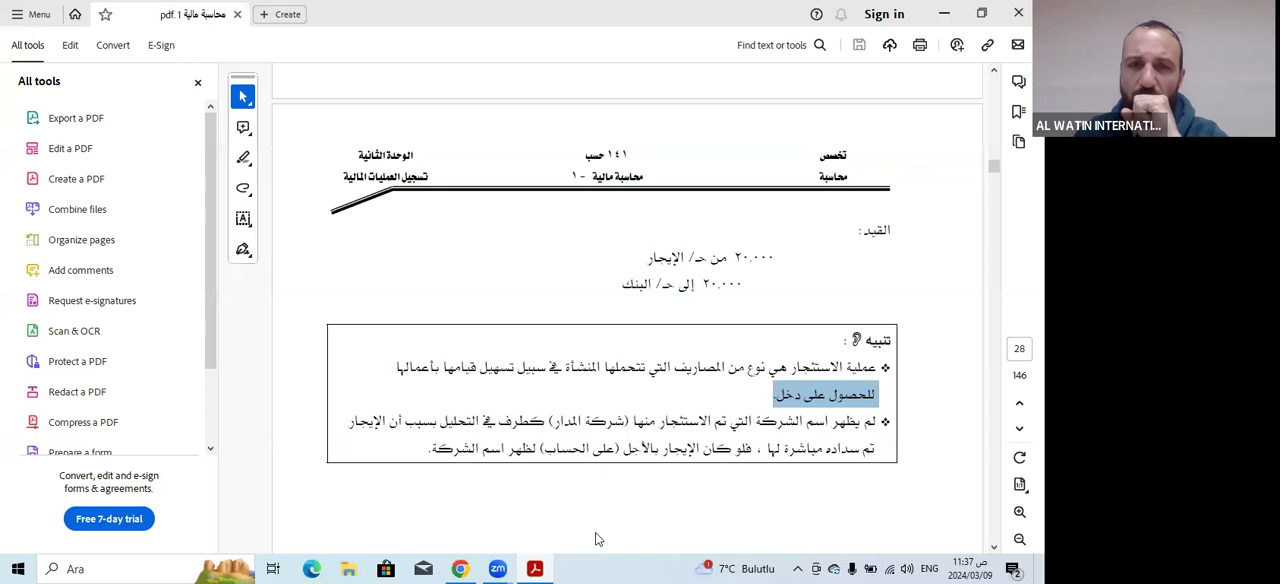 Menu
محاسبة مالية 1.pdf
Create
Sign in
All tools
Edit
Convert
E-Sign
Find text or tools
All tools
Export a PDF
Edit a PDF
Create a PDF
Combine files
Organize pages
Add comments
Request e-signatures
Scan & OCR
Protect a PDF
Redact a PDF
Compress a PDF
Prepare a form
Convert, edit and e-sign
forms & agreements.
Free 7-day trial
تخصص
١٤١ حسب
الوحدة الثانية
محاسبة
محاسبة مالية - ١
تسجيل العمليات المالية
القيد :
٢٠,٠٠٠ من حـ/ الإيجار
٢٠,٠٠٠ إلى حـ/ البنك
تنبيه :
عملية الاستئجار هي نوع من المصاريف التي تتحملها المنشأة في سبيل تسهيل قيامها بأعمالها
للحصول على دخل.
لم يظهر اسم الشركة التي تم الاستئجار منها (شركة المدار) كطرف في التحليل بسبب أن الإيجار
تم سداده مباشرة لها ، فلو كان الإيجار بالأجل (على الحساب) لظهر اسم الشركة.
28
146
AL WATIN INTERNATI...
Ara
7°C Bulutlu
ENG
11:37 ص
2024/03/09
2